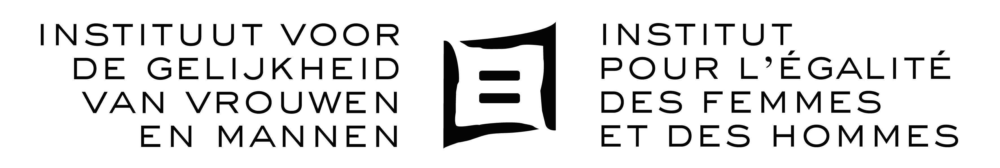 INSTITUUT VOOR
DE GELIJKHEID
VAN VROUWEN
EN MANNEN
INSTITUT
POUR L’ÉGALITÉ
DES FEMMES
ET DES HOMMES